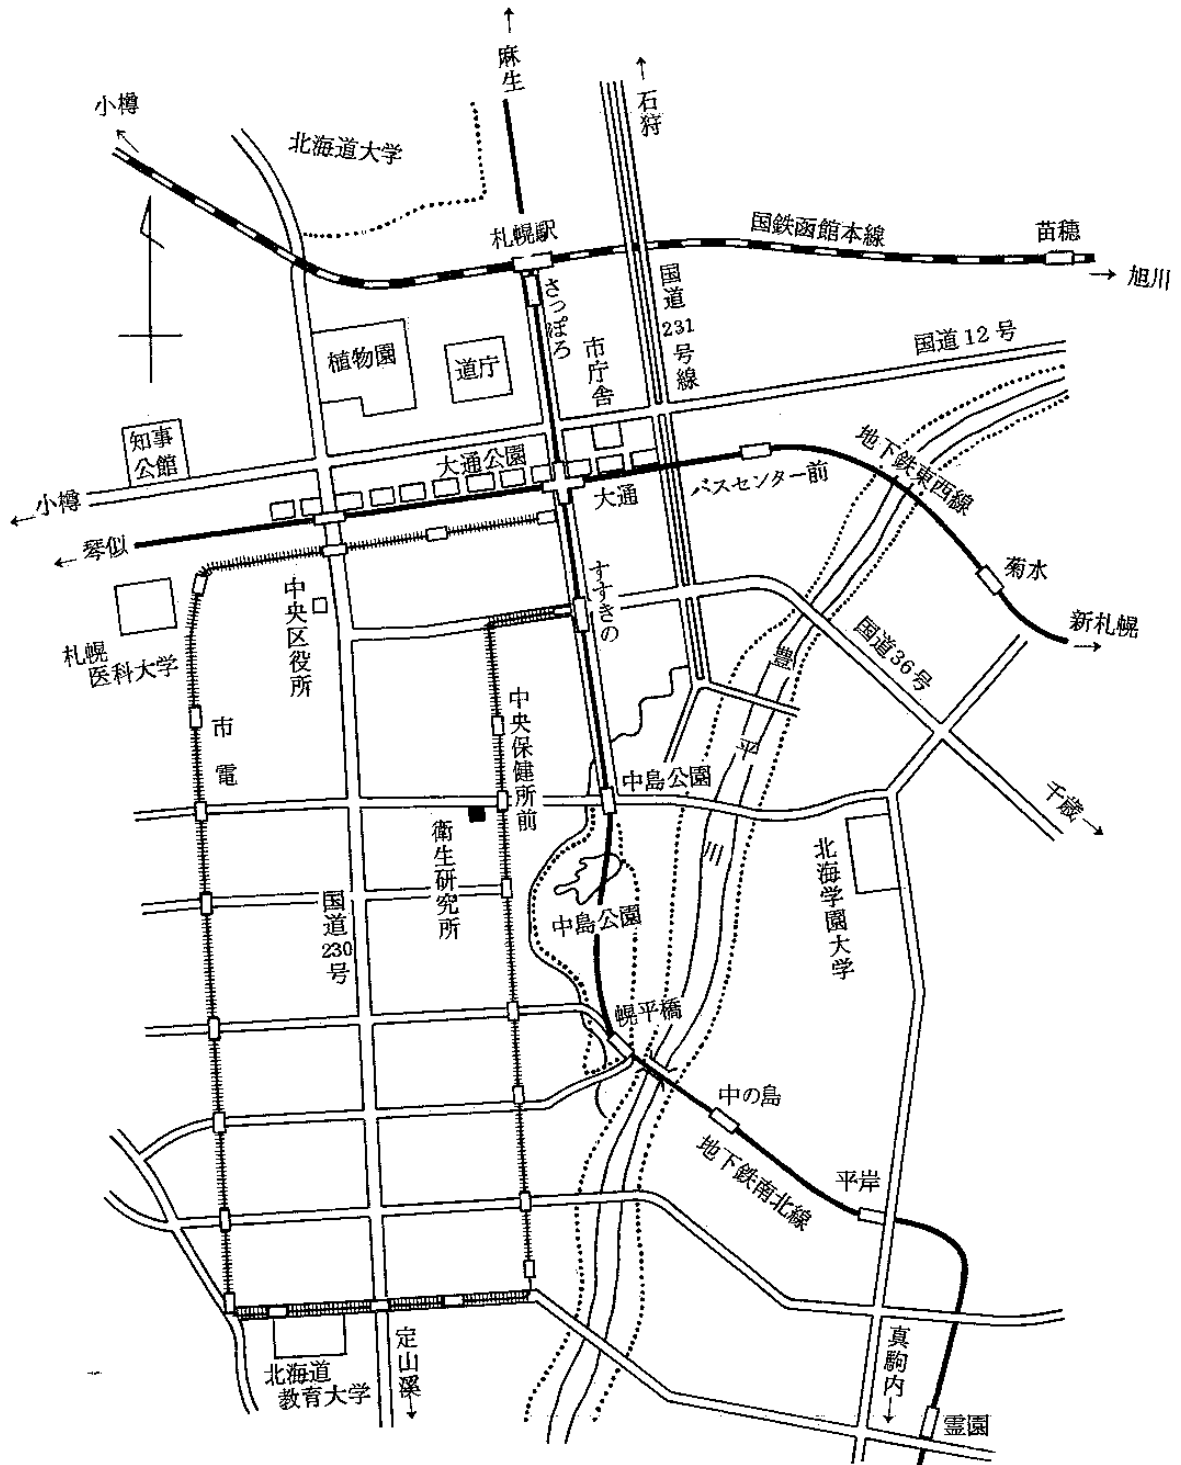 麻生
石狩
小樽
北海道大学
札幌駅
国鉄函館本線
苗穂
旭川
さっぽろ
国道231号線
市庁舎
国道12号
植物園
道庁
知事
公館
大通公園
小樽
大通
バスセンター前
地下鉄東西線
琴似
菊水
新札幌
札幌
医科大学
中央区役所
すすきの
国道36号
豊平川
市電
中央保健所前
中島公園
千歳
衛生研究所
北海学園大学
国道230号
中島公園
幌平橋
中の島
地下鉄南北線
平岸
真駒内
定山溪
北海道
教育大学
霊園